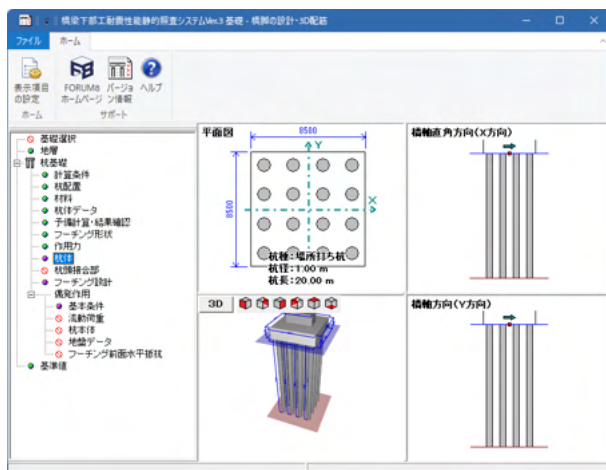 橋梁下部工耐震性能静的照査システムVer.3 基礎 - 橋脚の設計・3D配筋
ファイル ホーム
表示項目
の設定
FORUM8
ホームページ
バージョ
ン情報
ヘルプ
ホーム サポート
基礎選択
地層
杭基礎
計算条件
杭配置
材料
杭体データ
予備計算・結果確認
フーチング形状
作用力
杭体
杭頭接合部
フーチング設計
偶発作用
基本条件
流動荷重
杭本体
地盤データ
フーチング前面水平抵抗
基準値
平面図
8500
Y
8500
X
杭種:場所打ち杭
杭径:1.00 m
杭長:20.00 m
橋軸直角方向(X方向)
3D
橋軸方向(Y方向)